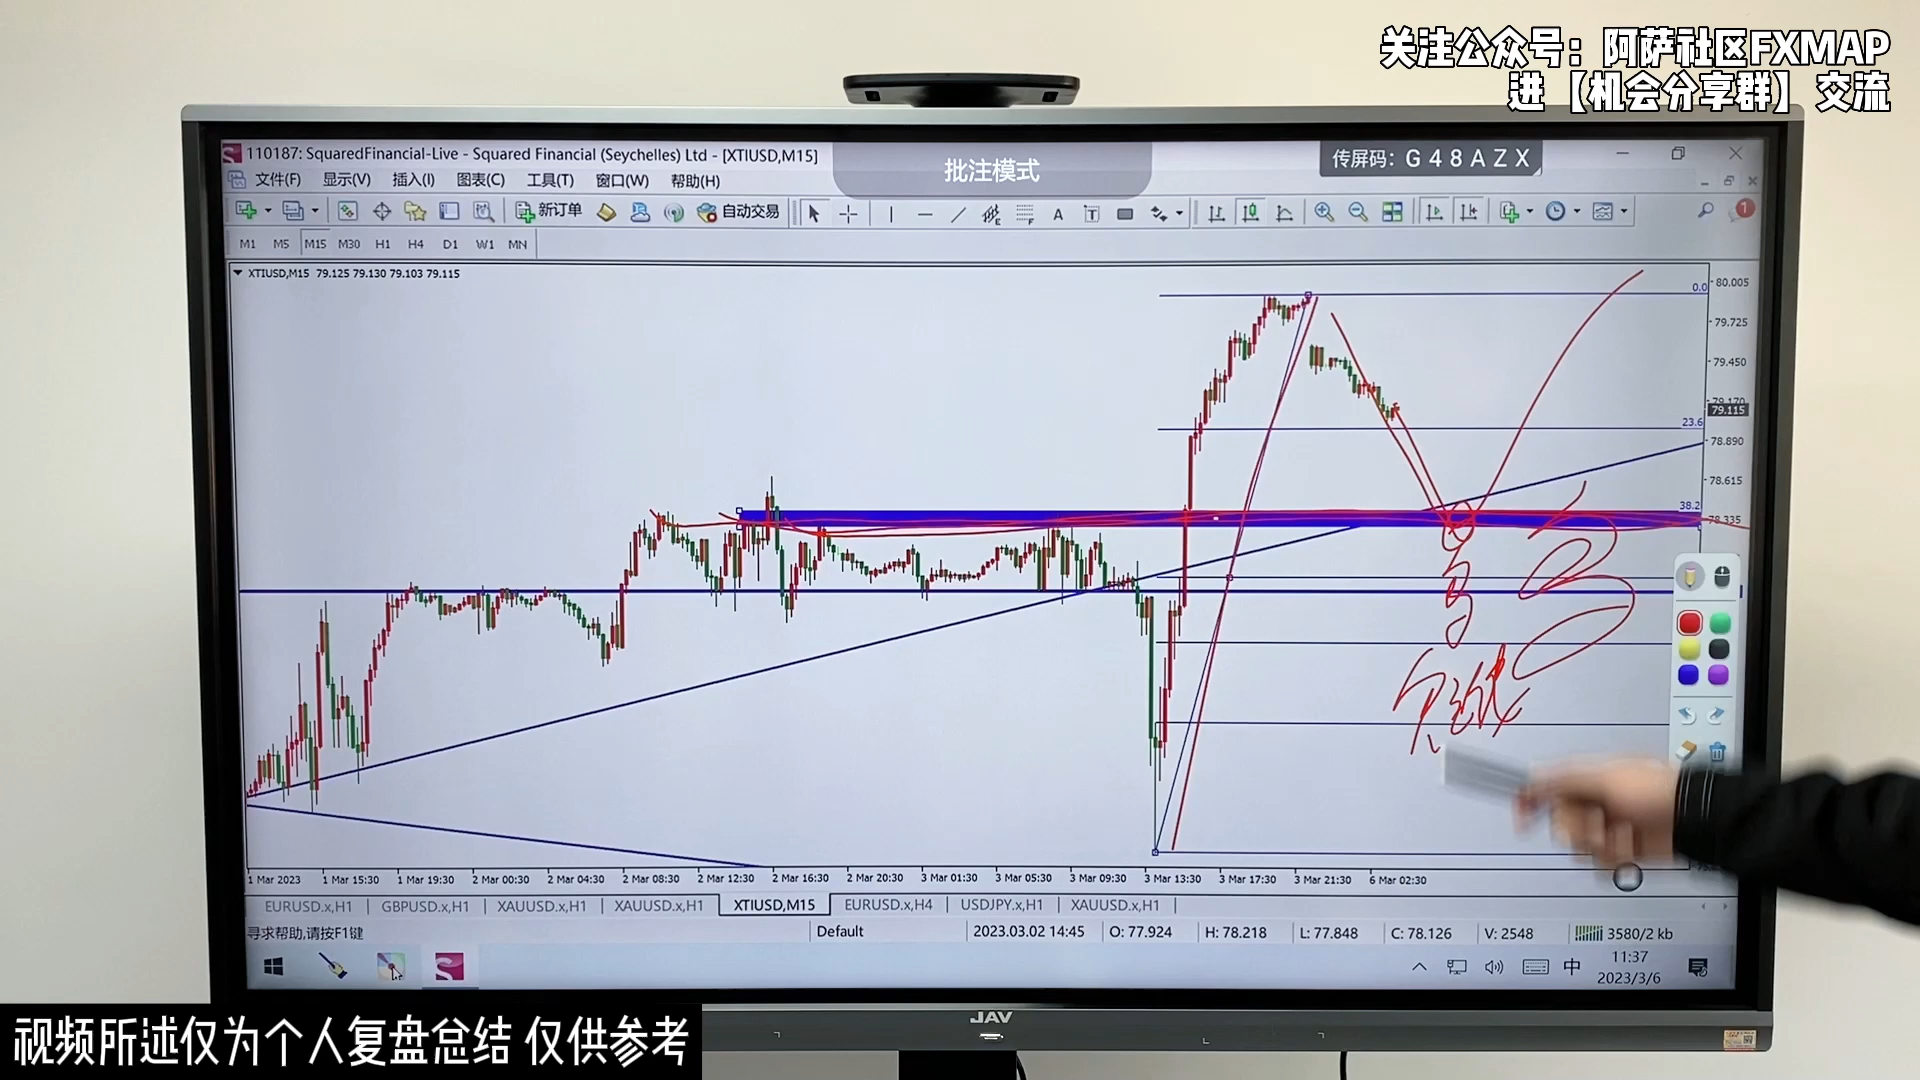 关注公众号：阿萨社区FXMAP
进【机会分享群】交流
110187: SquaredFinancial-Live - Squared Financial (Seychelles) Ltd - [XTIUSD,M15]
批注模式
传屏码：G48AZX
文件(F) 显示(V) 插入(I) 图表(C) 工具(T) 窗口(W) 帮助(H)
新订单 自动交易 A T 1
M1 M5 M15 M30 H1 H4 D1 W1 MN
XTIUSD,M15 79.125 79.130 79.103 79.115
0.0 80.005
79.725
79.450
79.170
79.115
23.6
78.890
78.615
38.2
78.335
1 Mar 2023 1 Mar 15:30 1 Mar 19:30 2 Mar 00:30 2 Mar 04:30 2 Mar 08:30 2 Mar 12:30 2 Mar 16:30 2 Mar 20:30 3 Mar 01:30 3 Mar 05:30 3 Mar 09:30 3 Mar 13:30 3 Mar 17:30 3 Mar 21:30 6 Mar 02:30
EURUSD.x,H1 GBPUSD.x,H1 XAUUSD.x,H1 XAUUSD.x,H1 XTIUSD,M15 EURUSD.x,H4 USDJPY.x,H1 XAUUSD.x,H1
寻求帮助,请按F1键 Default 2023.03.02 14:45 O: 77.924 H: 78.218 L: 77.848 C: 78.126 V: 2548 3580/2 kb
中 11:37
2023/3/6
JAV
视频所述仅为个人复盘总结 仅供参考